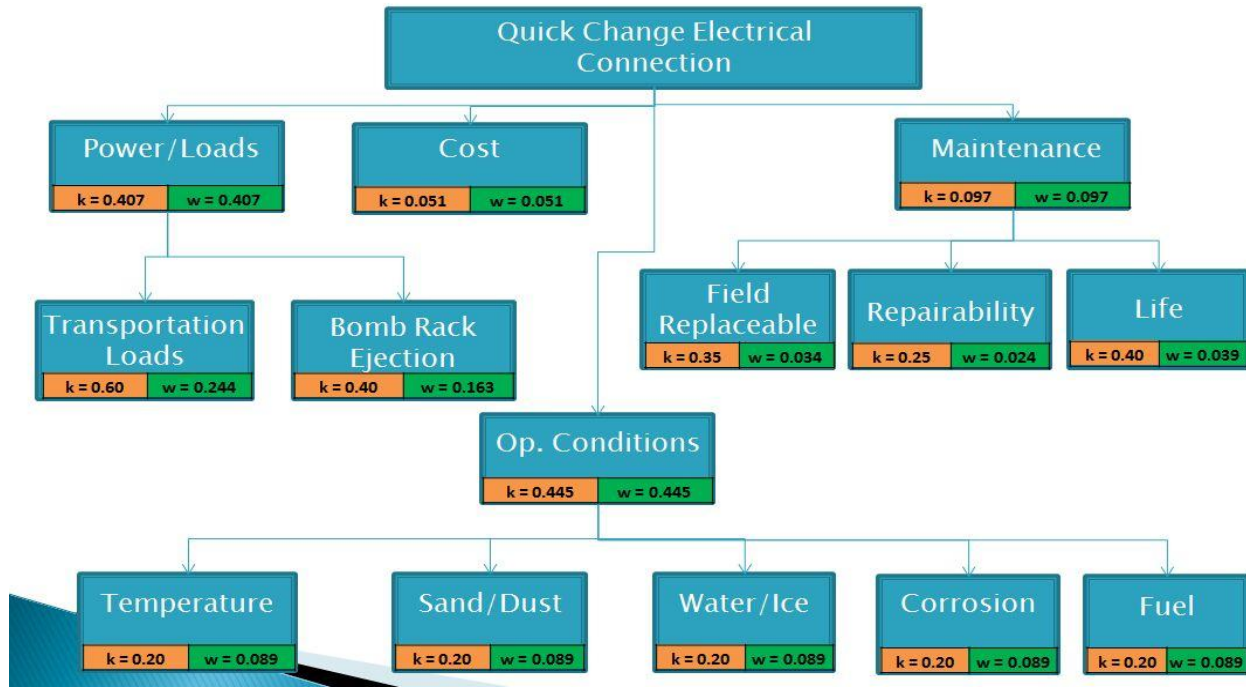 Quick Change Electrical
Connection
Power/Loads
k = 0.407 w = 0.407
Cost
k = 0.051 w = 0.051
Maintenance
k = 0.097 w = 0.097
Transportation
Loads
k = 0.60 w = 0.244
Bomb Rack
Ejection
k = 0.40 w = 0.163
Field
Replaceable
k = 0.35 w = 0.034
Repairability
k = 0.25 w = 0.024
Life
k = 0.40 w = 0.039
Op. Conditions
k = 0.445 w = 0.445
Temperature
k = 0.20 w = 0.089
Sand/Dust
k = 0.20 w = 0.089
Water/Ice
k = 0.20 w = 0.089
Corrosion
k = 0.20 w = 0.089
Fuel
k = 0.20 w = 0.089